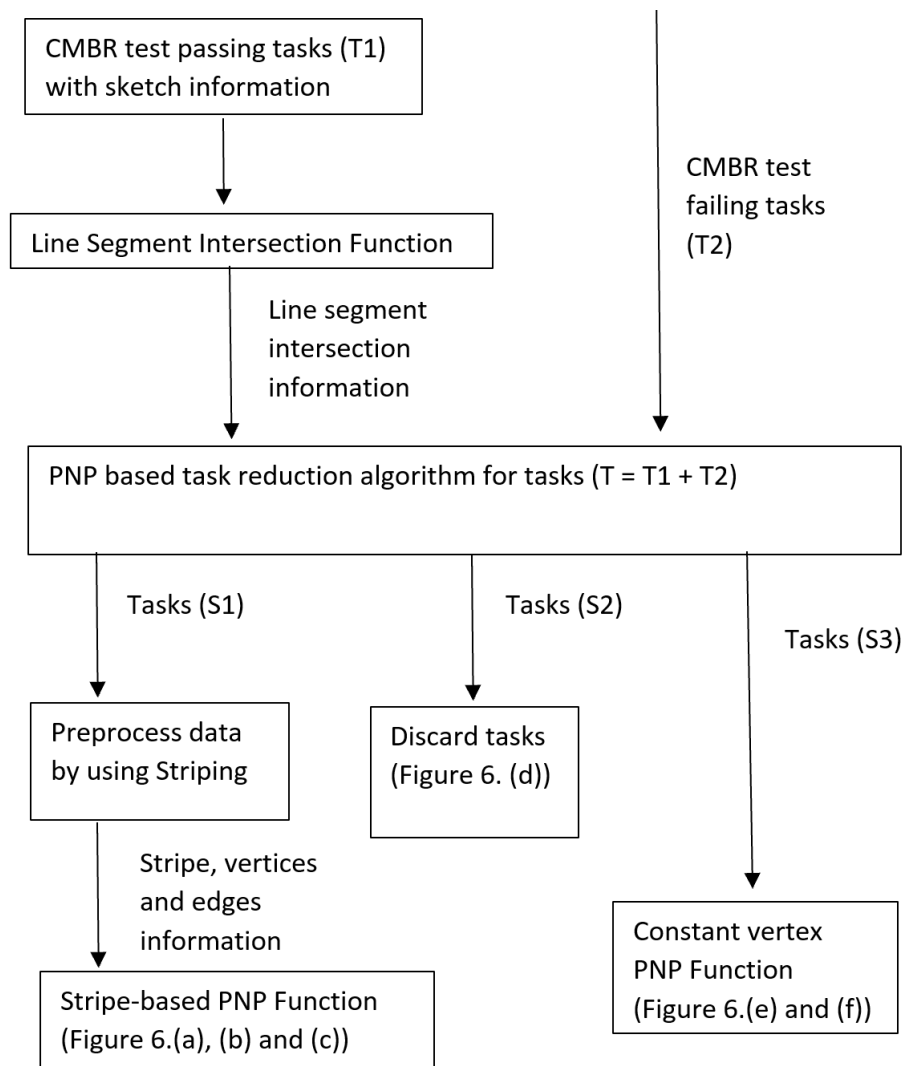 CMBR test passing tasks (T1)
with sketch information
CMBR test
failing tasks
(T2)
Line Segment Intersection Function
Line segment
intersection
information
PNP based task reduction algorithm for tasks (T = T1 + T2)
Tasks (S1)
Tasks (S2)
Tasks (S3)
Preprocess data
by using Striping
Discard tasks
(Figure 6. (d))
Stripe, vertices
and edges
information
Constant vertex
PNP Function
(Figure 6.(e) and (f))
Stripe-based PNP Function
(Figure 6.(a), (b) and (c))